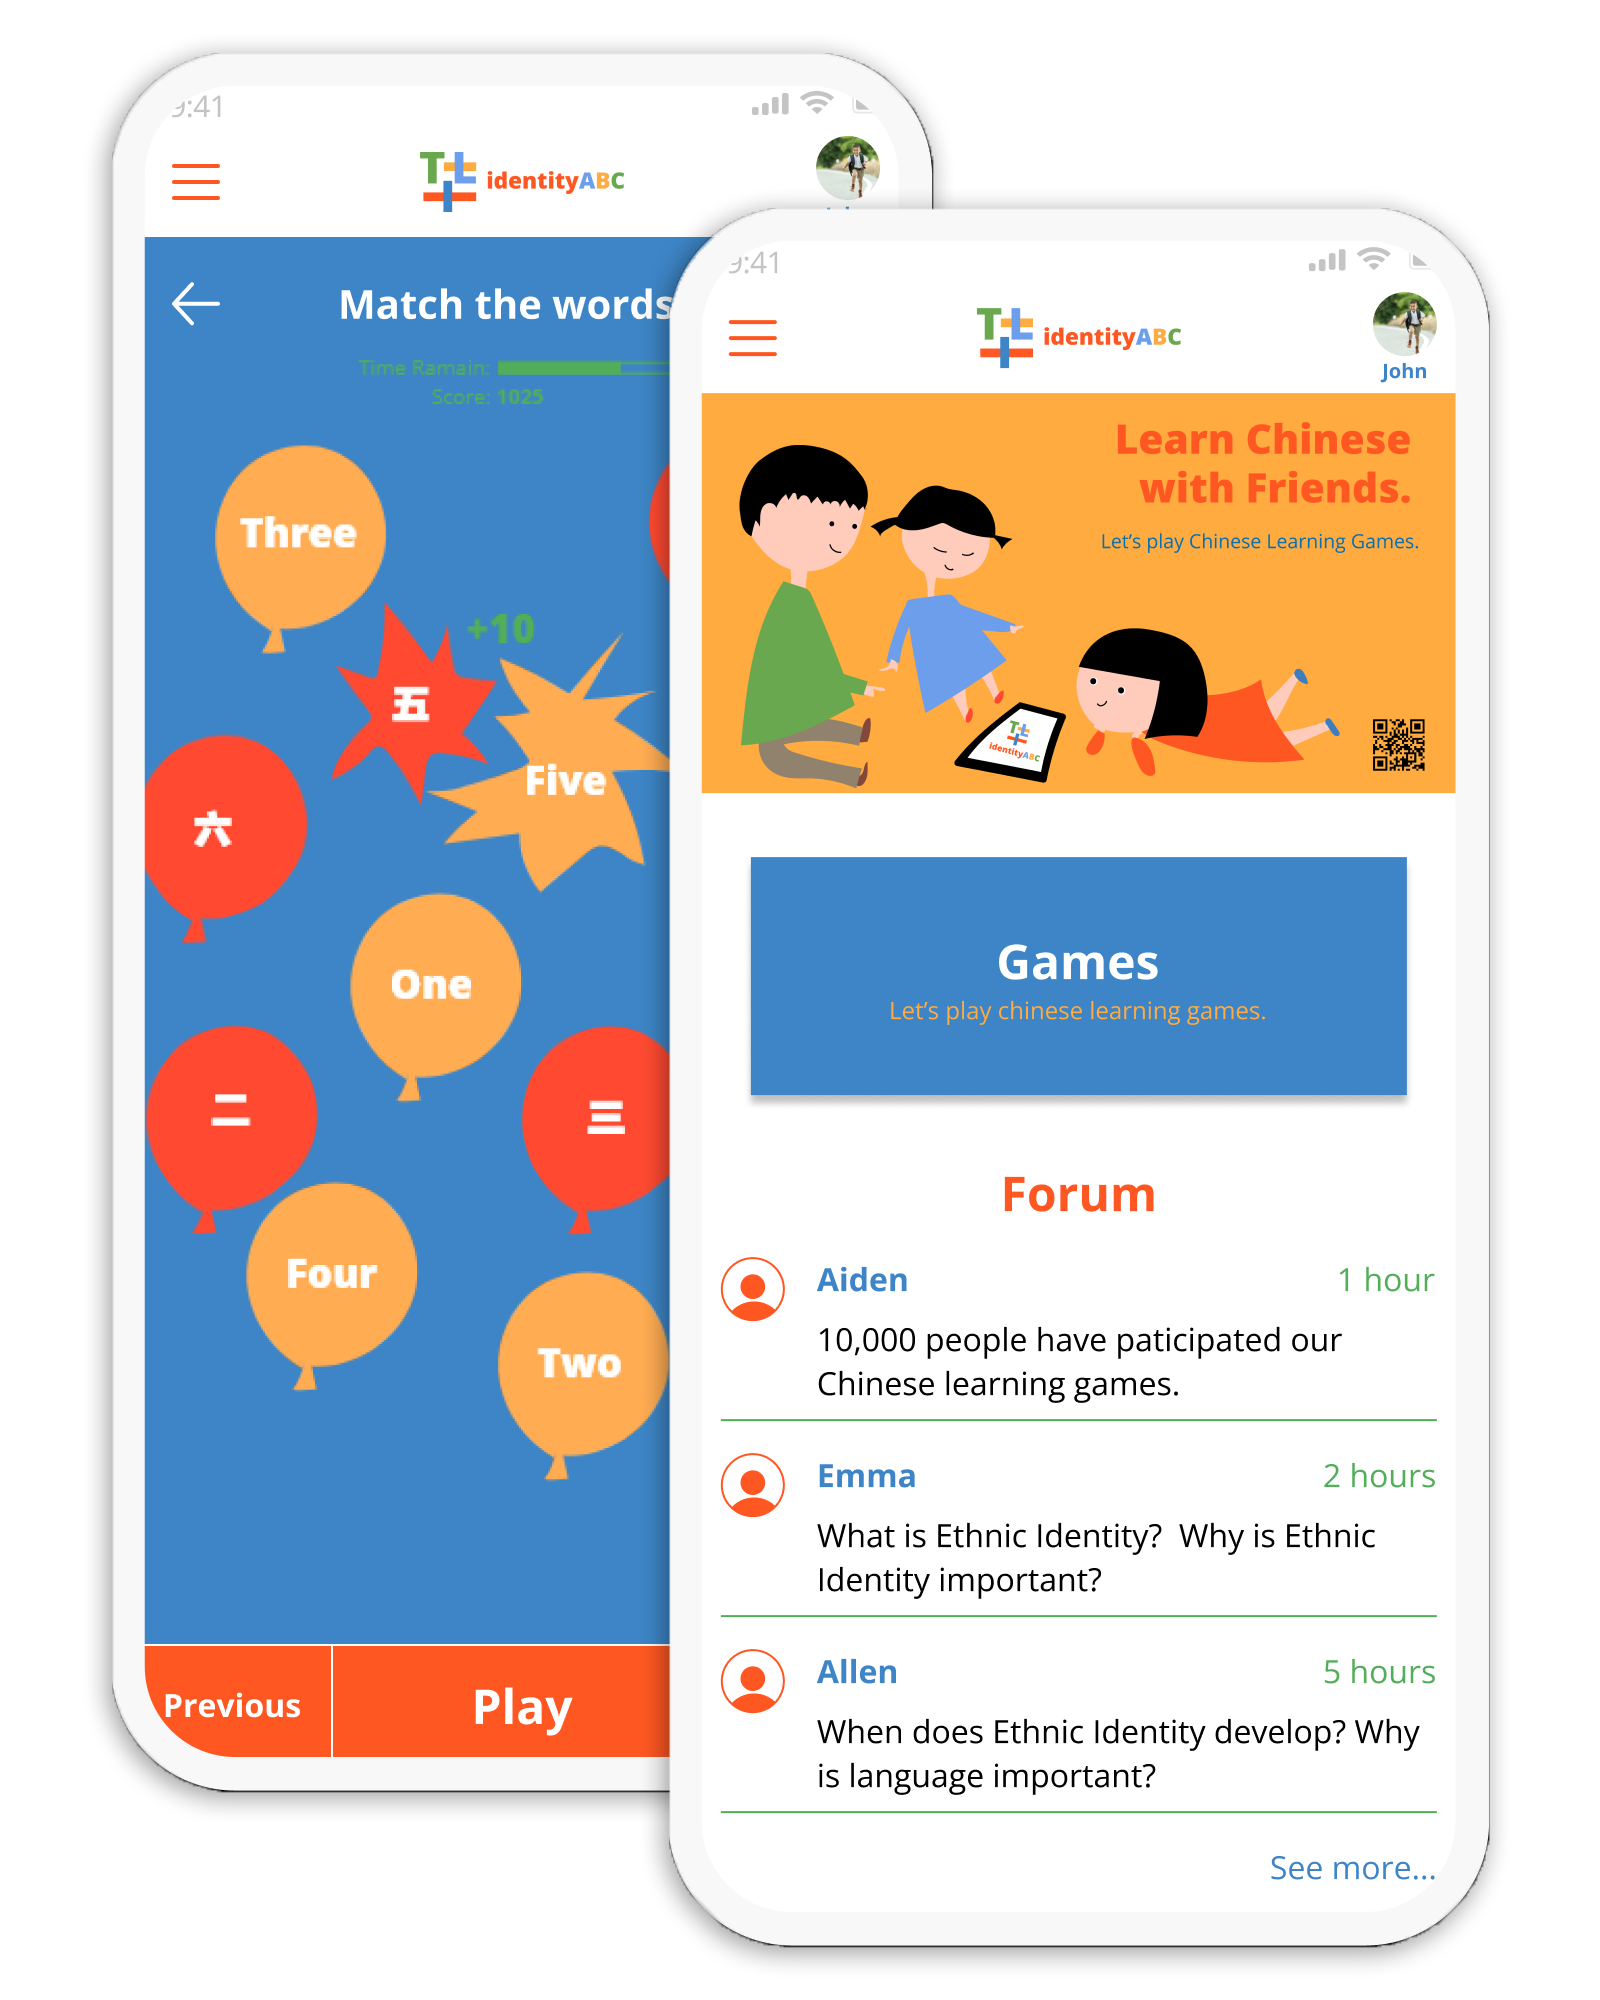 9:41
identityABC
Match the words
Time Ramain:
Score: 1025
Three
+10
五
Five
六
One
二
三
Four
Two
Previous
Play
9:41
identityABC
John
Learn Chinese
with Friends.
Let's play Chinese Learning Games.
identityABC
Games
Let's play chinese learning games.
Forum
Aiden
1 hour
10,000 people have paticipated our
Chinese learning games.
Emma
2 hours
What is Ethnic Identity?  Why is Ethnic
Identity important?
Allen
5 hours
When does Ethnic Identity develop? Why
is language important?
See more...